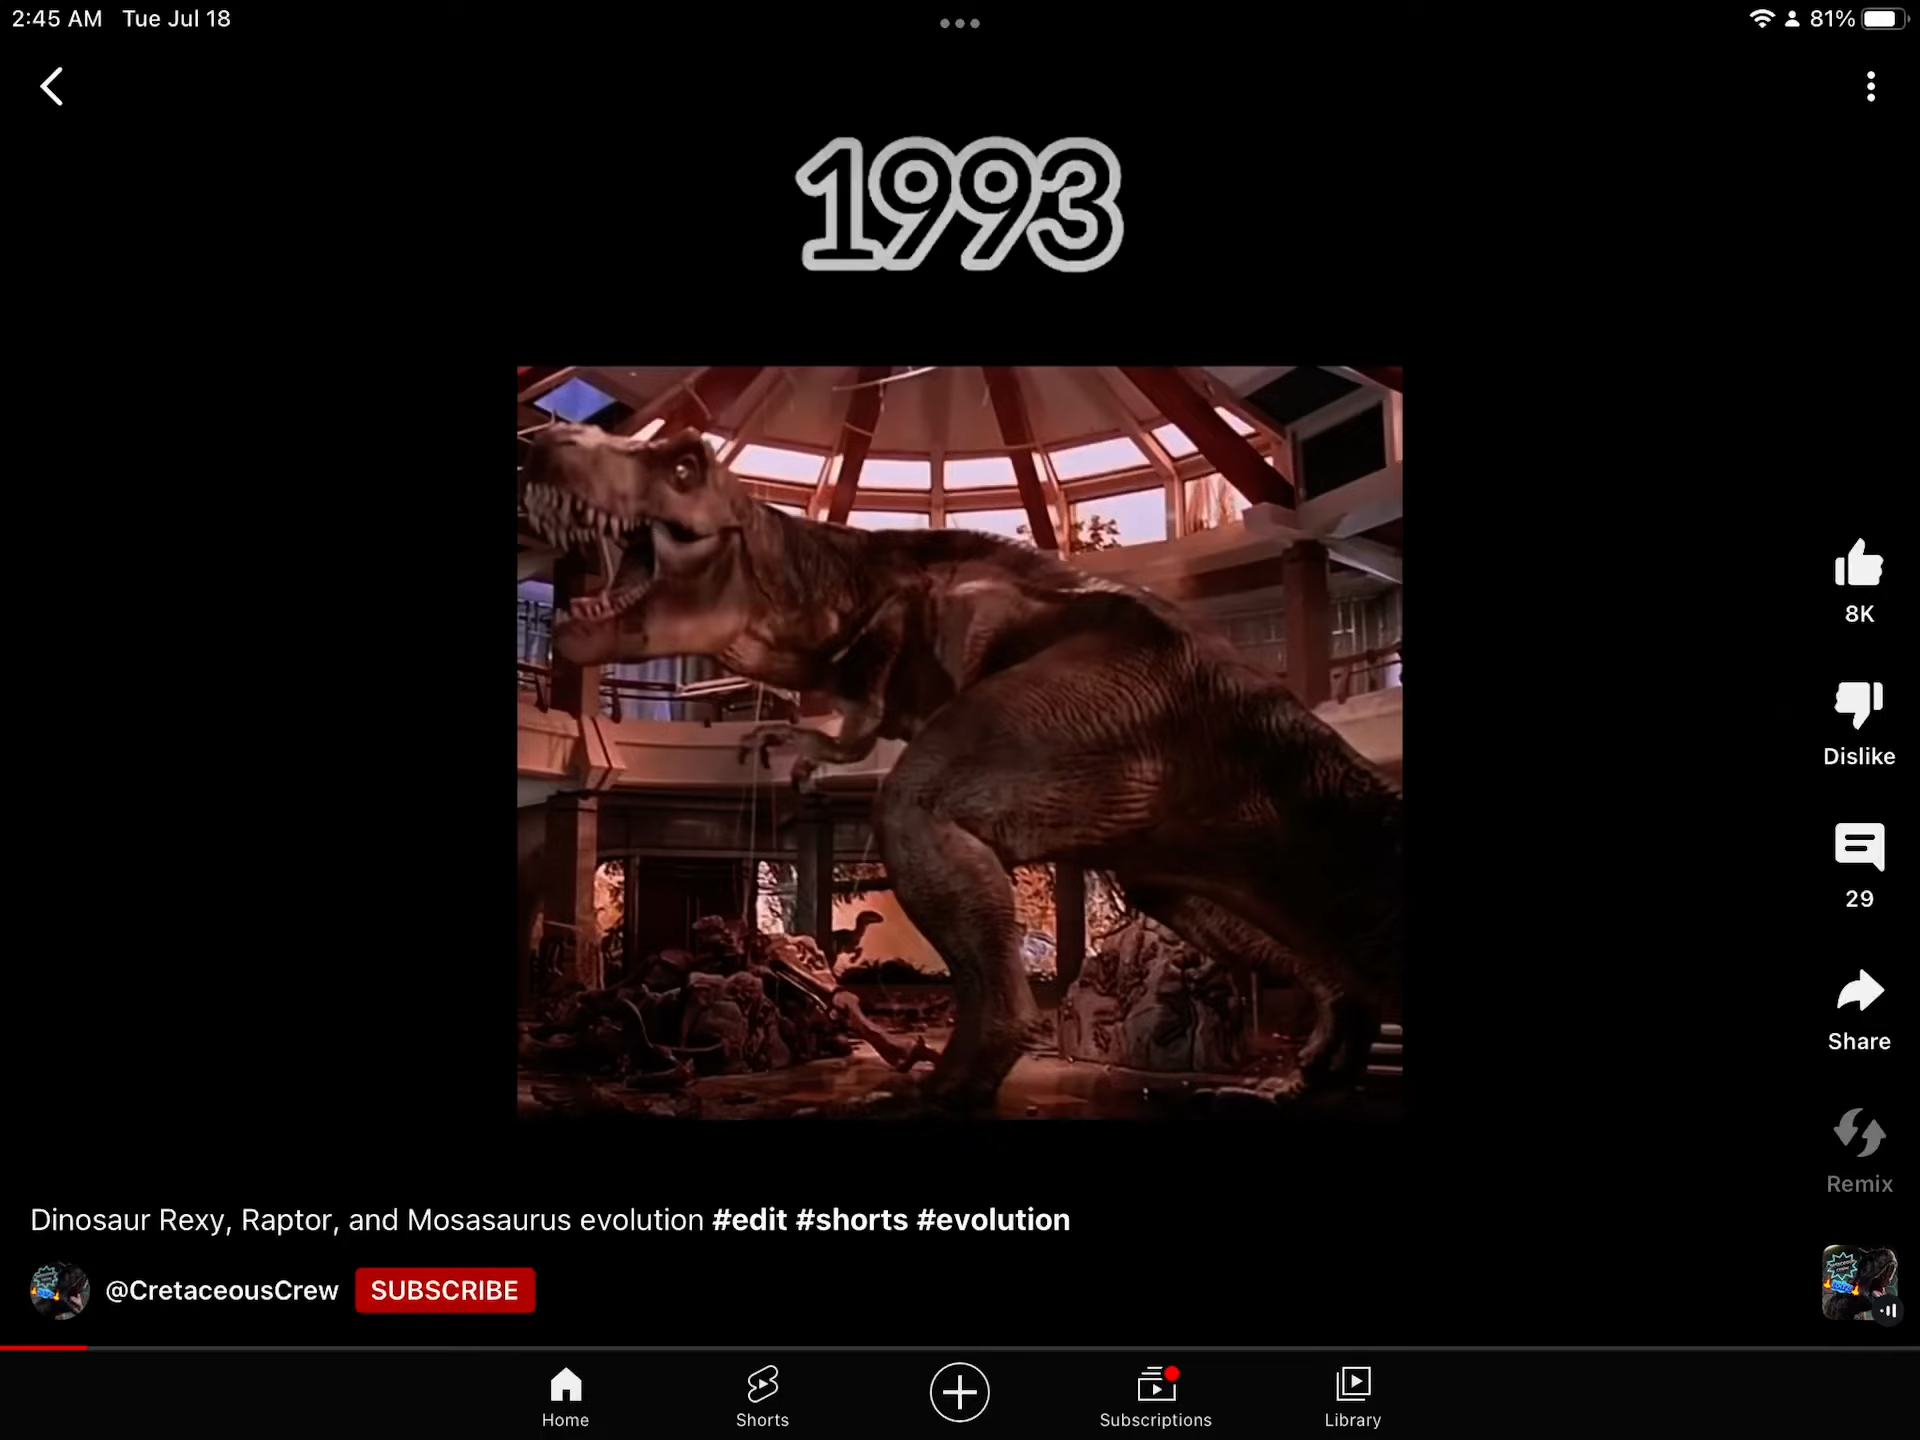 2:45 AM Tue Jul 18
81%
1993
8K
Dislike
29
Share
Remix
Dinosaur Rexy, Raptor, and Mosasaurus evolution #edit #shorts #evolution
@CretaceousCrew SUBSCRIBE
Home Shorts Subscriptions Library